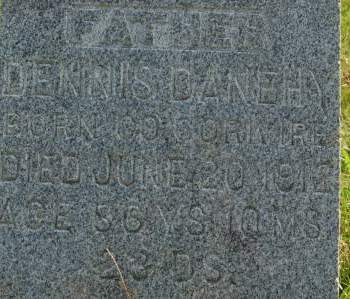 FATHER
DENNIS DANEHY
BORN CO. CORK IRE
DIED JUNE 20 1912
AGE 56 YS 10 MS
23 DS.